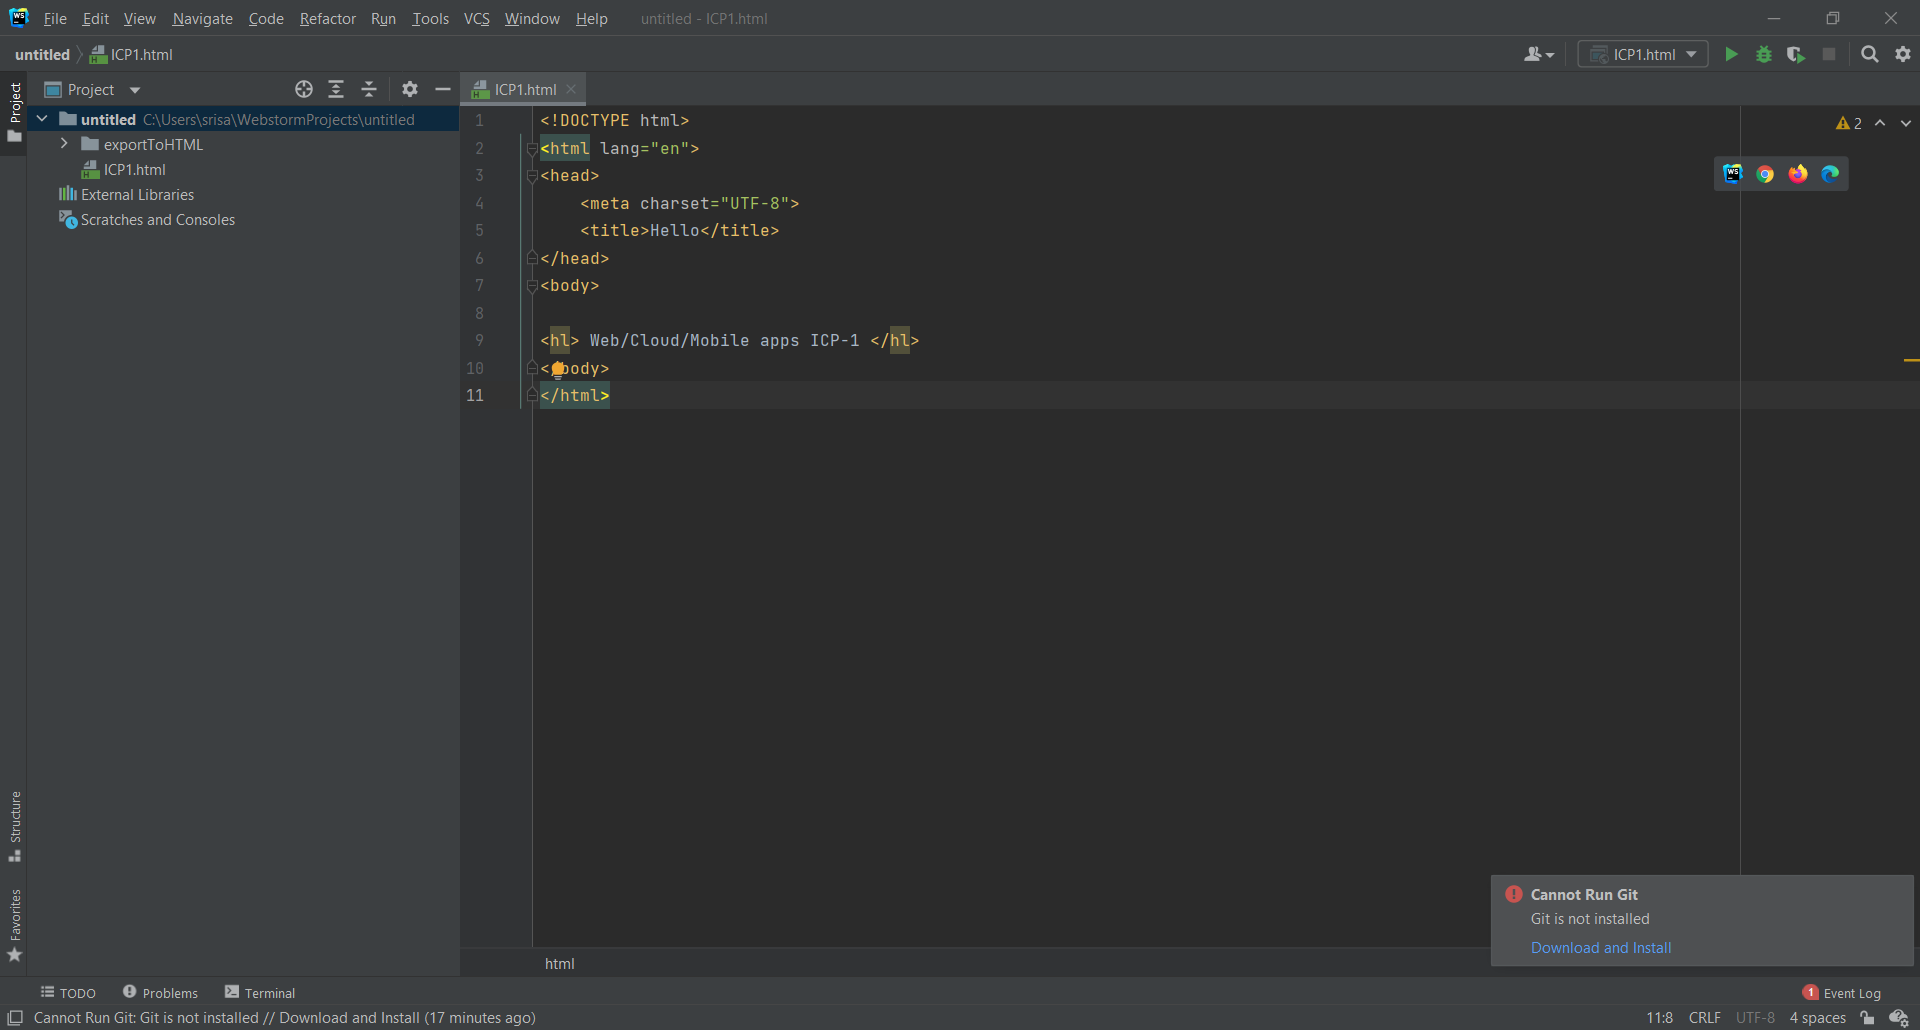 File Edit View Navigate Code Refactor Run Tools VCS Window Help untitled - ICP1.html
untitled ICP1.html
ICP1.html
Project
Project
ICP1.html
untitled C:\Users\srisa\WebstormProjects\untitled
exportToHTML
ICP1.html
External Libraries
Scratches and Consoles
1 <!DOCTYPE html>
2 <html lang="en">
3 <head>
4 <meta charset="UTF-8">
5 <title>Hello</title>
6 </head>
7 <body>
8
9 <hl> Web/Cloud/Mobile apps ICP-1 </hl>
10 < body>
11 </html>
2
WS
Structure
Favorites
Cannot Run Git
Git is not installed
Download and Install
html
TODO Problems Terminal
1 Event Log
Cannot Run Git: Git is not installed // Download and Install (17 minutes ago)
11:8 CRLF UTF-8 4 spaces